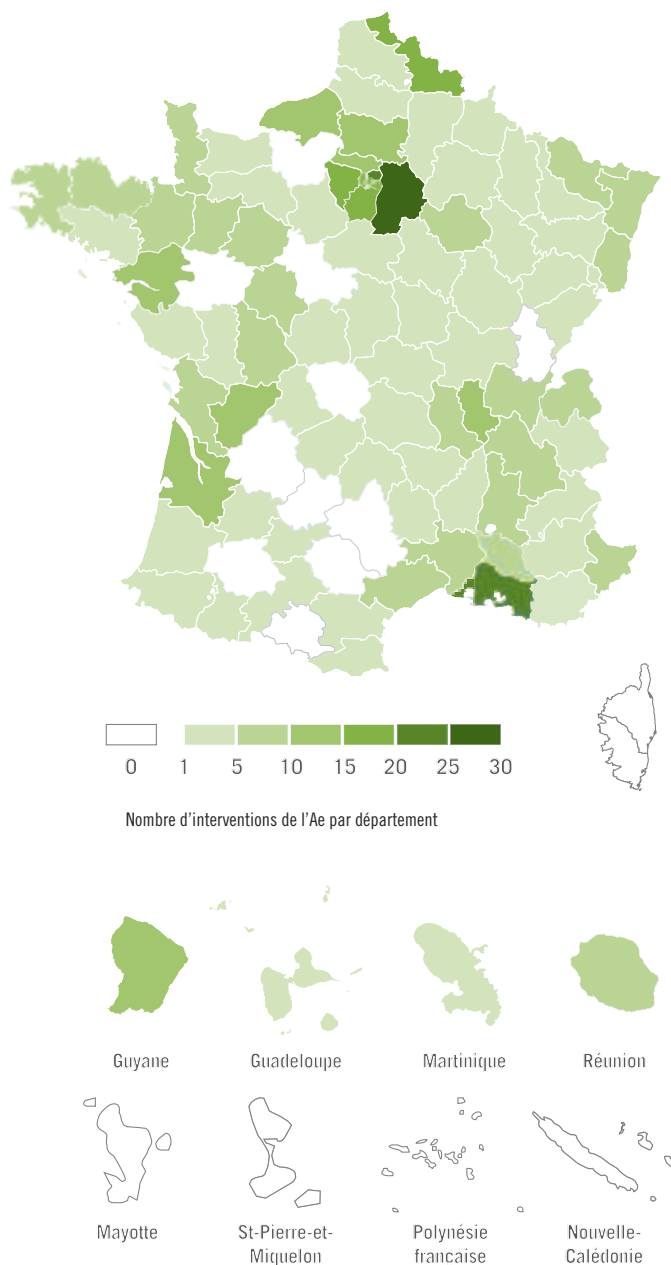 0 1 5 10 15 20 25 30
Nombre d'interventions de l'Ae par département
Guyane Guadeloupe Martinique Réunion
Mayotte St-Pierre-et- Polynésie Nouvelle-
Miquelon francaise Calédonie